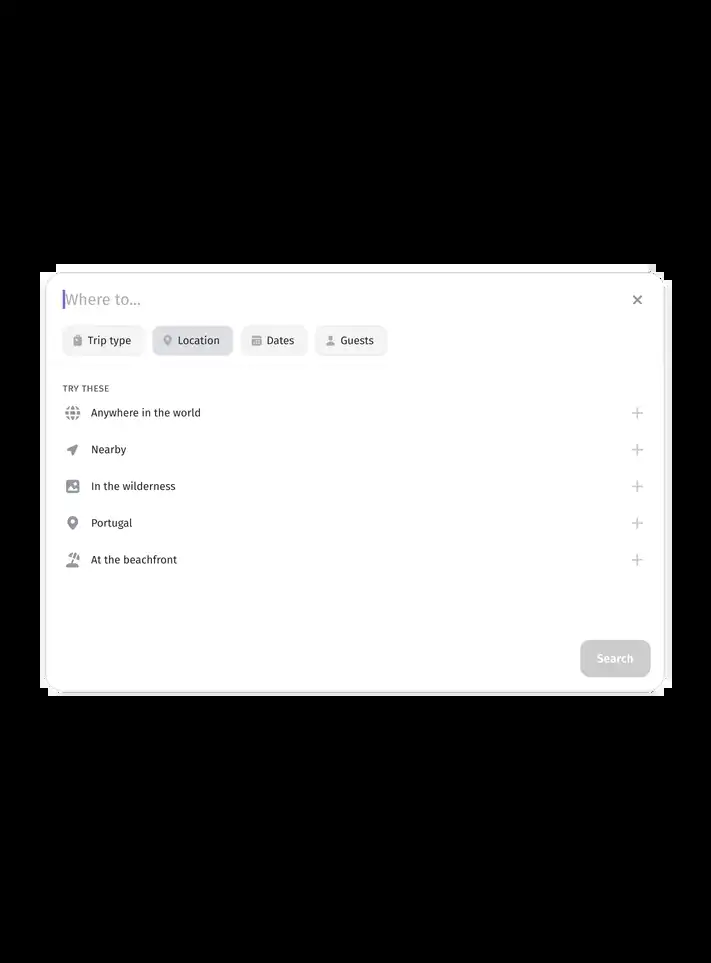 Where to...
Trip type Location Dates Guests
TRY THESE
Anywhere in the world
Nearby
In the wilderness
Portugal
At the beachfront
Search